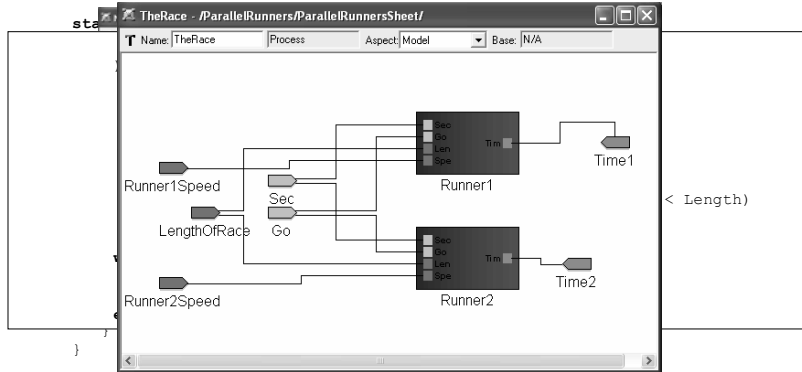 sta
TheRace - /ParallelRunners/ParallelRunnersSheet/
Name: TheRace Process Aspect: Model Base: N/A
Sec
Go
Len
Spe
Tim
Time1
Runner1Speed
Sec
Runner1
< Length)
LengthOfRace
Go
Sec
Go
Len
Spe
Tim
Time2
Runner2Speed
Runner2
}
}